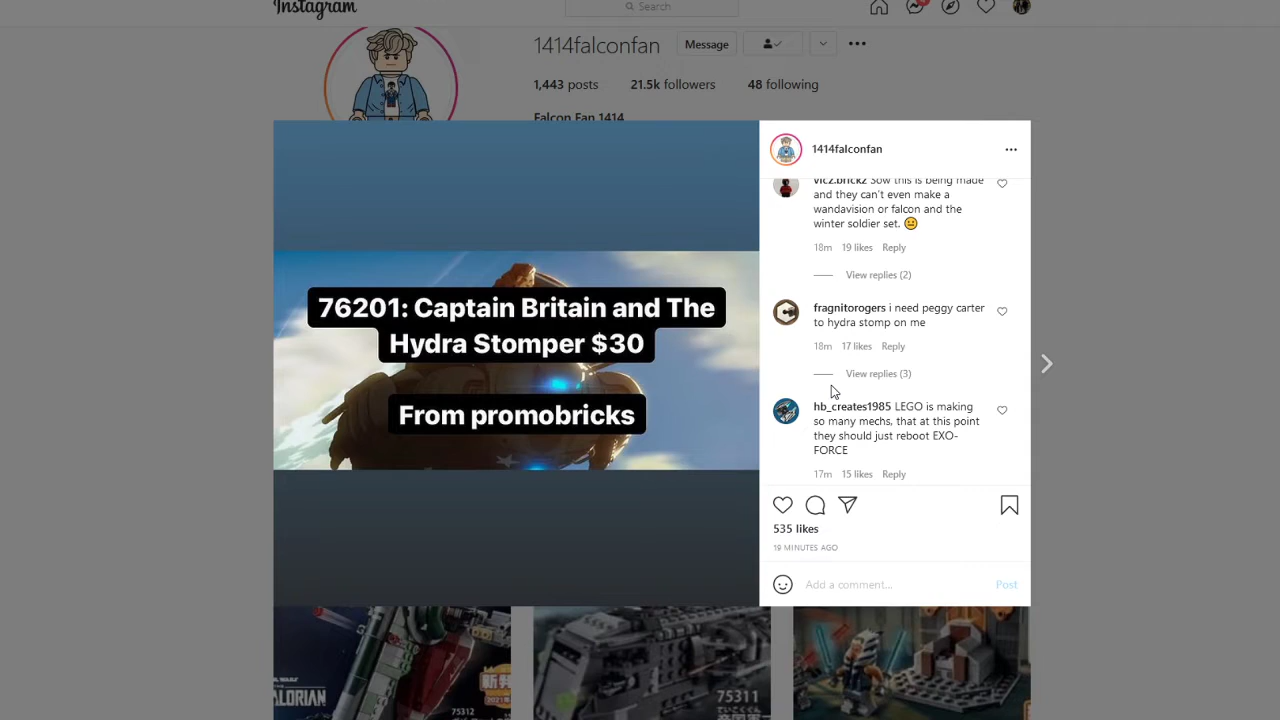 Instagram
Search
1414falconfan Message
1,443 posts 21.5k followers 48 following
Falcon Fan 1414
76201: Captain Britain and The
Hydra Stomper $30
From promobricks
1414falconfan
vic2.brick2 Sow this is being made
and they can't even make a
wandavision or falcon and the
winter soldier set. 😐
18m 19 likes Reply
View replies (2)
fragnitorogers i need peggy carter
to hydra stomp on me
18m 17 likes Reply
View replies (3)
hb_creates1985 LEGO is making
so many mechs, that at this point
they should just reboot EXO-
FORCE
17m 15 likes Reply
535 likes
19 MINUTES AGO
Add a comment... Post
75312
75311